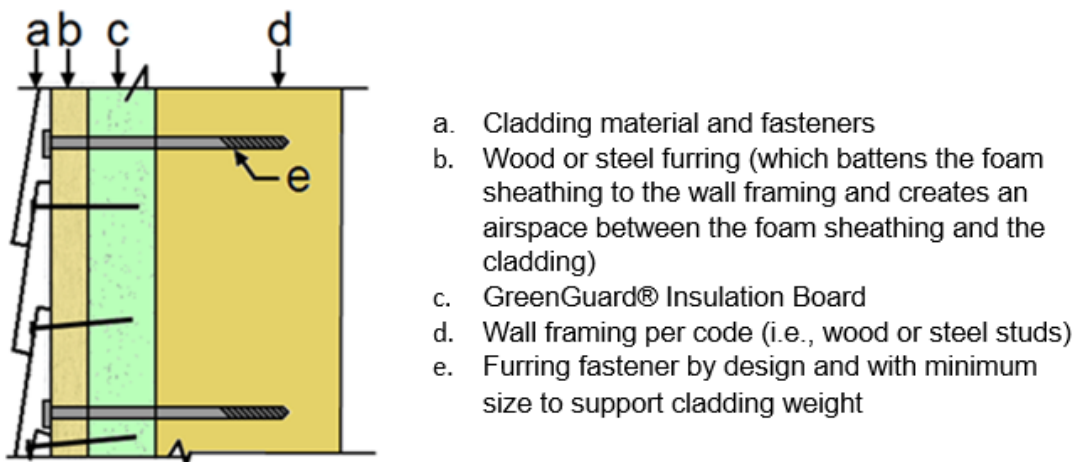 a b c d
e
a. Cladding material and fasteners
b. Wood or steel furring (which battens the foam
sheathing to the wall framing and creates an
airspace between the foam sheathing and the
cladding)
c. GreenGuard® Insulation Board
d. Wall framing per code (i.e., wood or steel studs)
e. Furring fastener by design and with minimum
size to support cladding weight